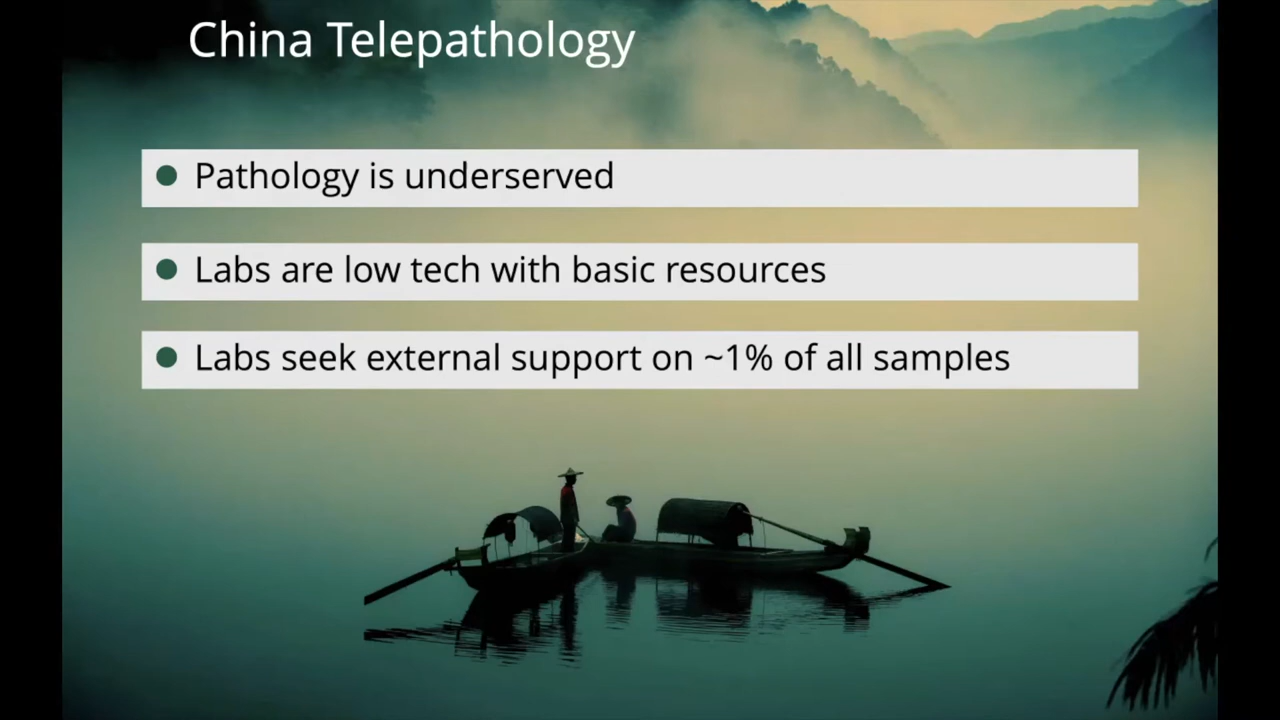 China Telepathology
Pathology is underserved
Labs are low tech with basic resources
Labs seek external support on ~1% of all samples